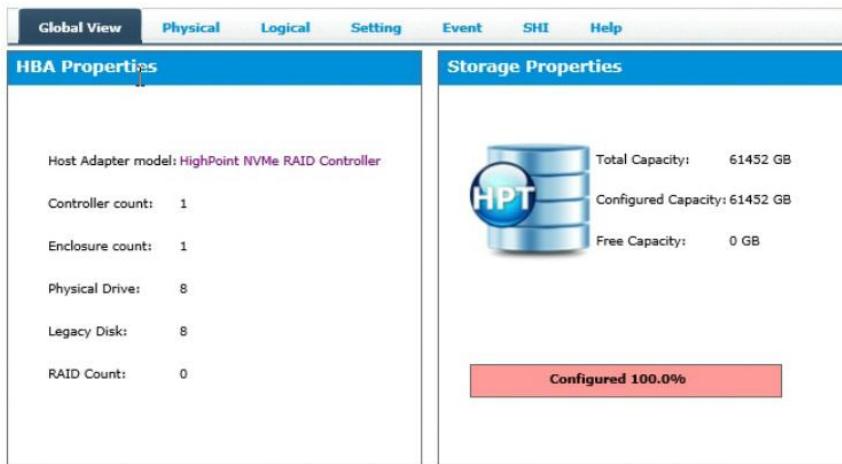 Global View Physical Logical Setting Event SHI Help
HBA Properties
Host Adapter model: HighPoint NVMe RAID Controller
Controller count: 1
Enclosure count: 1
Physical Drive: 8
Legacy Disk: 8
RAID Count: 0
Storage Properties
HPT
Total Capacity: 61452 GB
Configured Capacity: 61452 GB
Free Capacity: 0 GB
Configured 100.0%